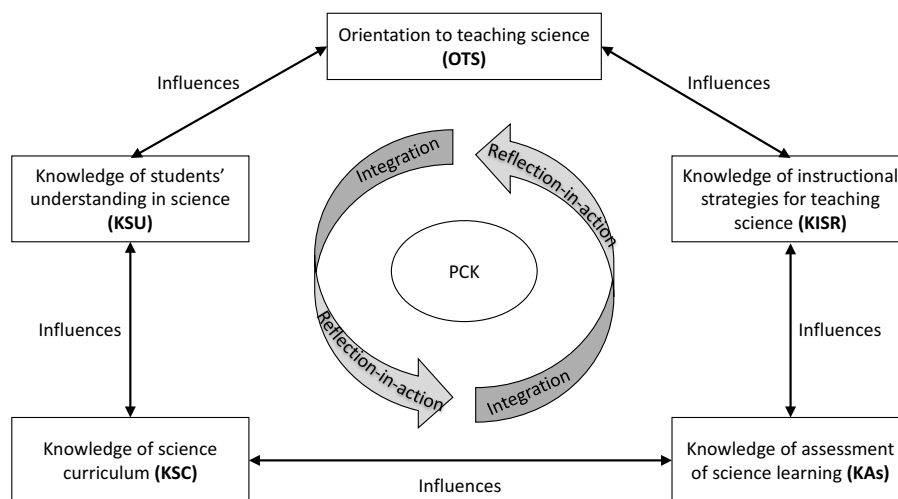 Orientation to teaching science
(OTS)
Influences
Influences
Integration
Reflection-in-action
Knowledge of students’
understanding in science
(KSU)
Knowledge of instructional
strategies for teaching
science (KISR)
PCK
Influences
Influences
Reflection-in-action
Integration
Knowledge of science
curriculum (KSC)
Knowledge of assessment
of science learning (KAs)
Influences